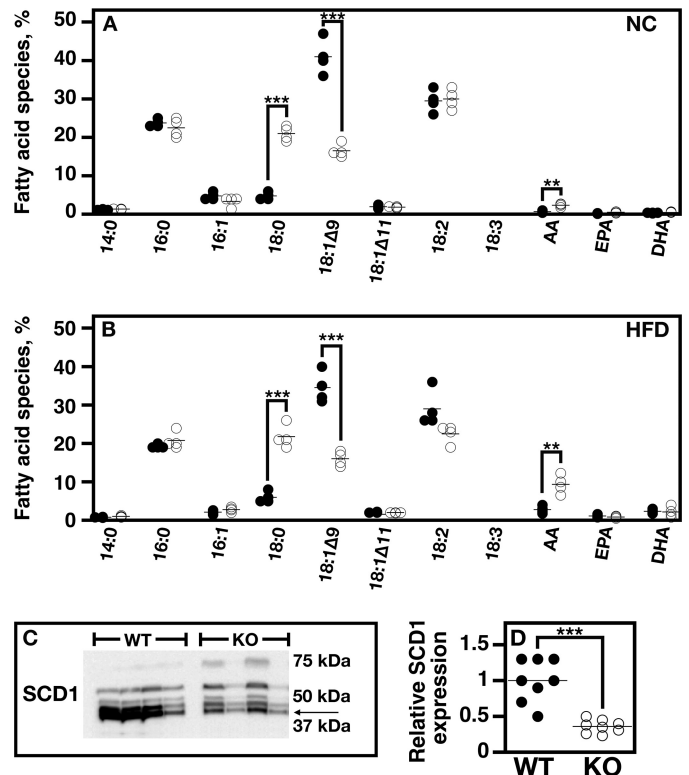 A
NC
Fatty acid species, %
50
40
30
20
10
0
***
***
**
14:0
16:0
16:1
18:0
18:1Δ9
18:1Δ11
18:2
18:3
AA
EPA
DHA
B
HFD
Fatty acid species, %
50
40
30
20
10
0
***
***
**
14:0
16:0
16:1
18:0
18:1Δ9
18:1Δ11
18:2
18:3
AA
EPA
DHA
C
WT
KO
SCD1
75 kDa
50 kDa
37 kDa
D
***
Relative SCD1
expression
1.5
1
0.5
0
WT
KO